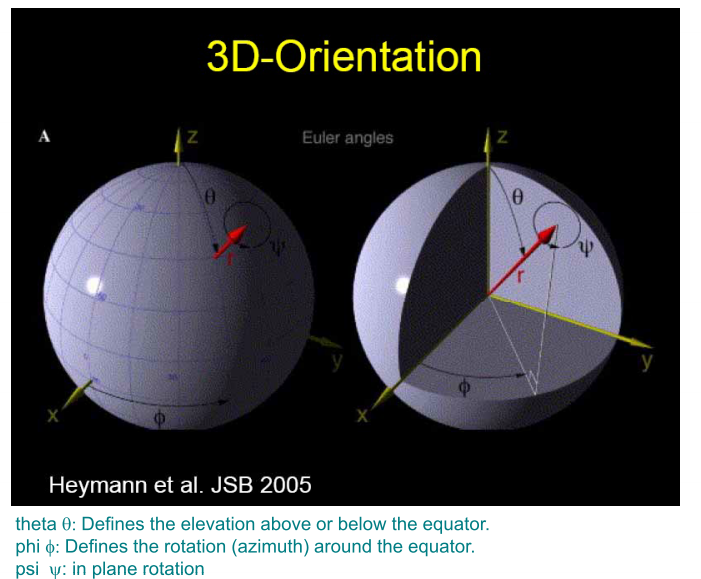 3D-Orientation
A
Euler angles
z
z
θ
θ
ψ
ψ
r
r
y
y
x
x
ϕ
ϕ
Heymann et al. JSB 2005
theta θ: Defines the elevation above or below the equator.
phi ϕ: Defines the rotation (azimuth) around the equator.
psi ψ: in plane rotation